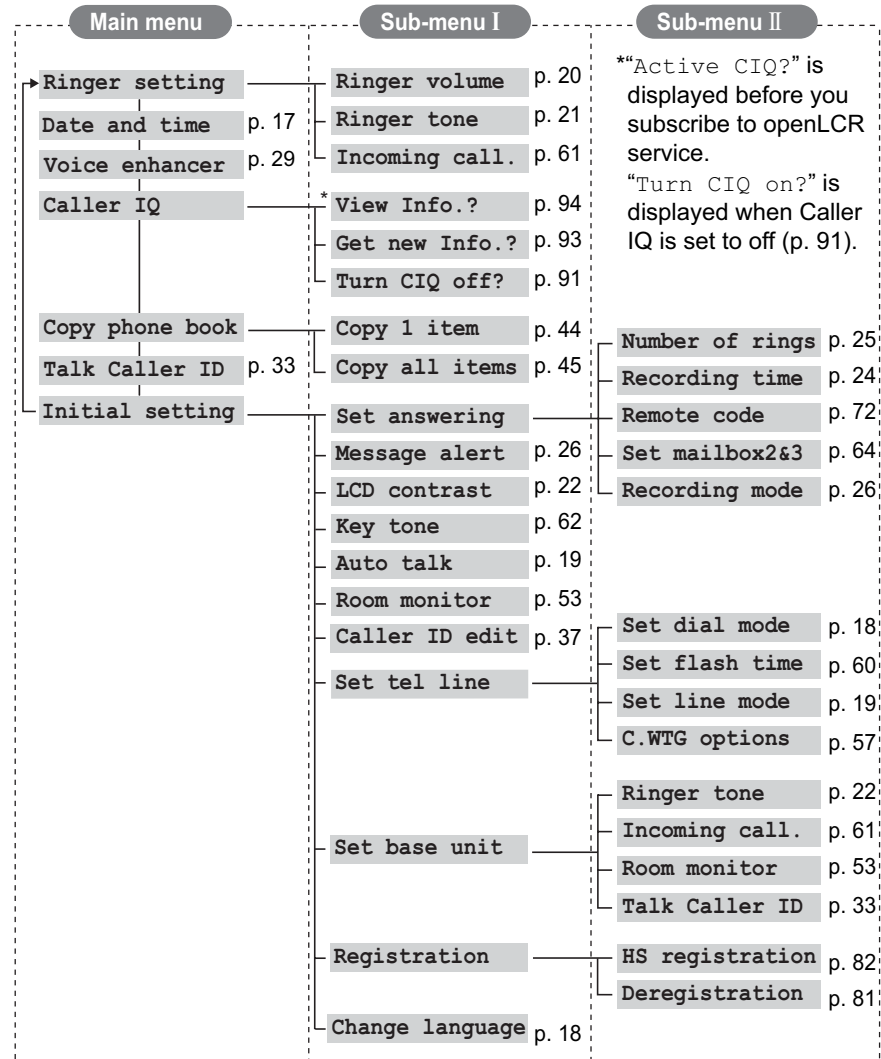 Main menu
Sub-menu I
Sub-menu II
Ringer setting
Ringer volume p. 20
Ringer tone p. 21
Incoming call. p. 61
Date and time p. 17
Voice enhancer p. 29
Caller IQ
* View Info.? p. 94
Get new Info.? p. 93
Turn CIQ off? p. 91
*“Active CIQ?” is
displayed before you
subscribe to openLCR
service.
“Turn CIQ on?” is
displayed when Caller
IQ is set to off (p. 91).
Copy phone book
Copy 1 item p. 44
Copy all items p. 45
Talk Caller ID p. 33
Initial setting
Set answering
Number of rings p. 25
Recording time p. 24
Remote code p. 72
Set mailbox2&3 p. 64
Recording mode p. 26
Message alert p. 26
LCD contrast p. 22
Key tone p. 62
Auto talk p. 19
Room monitor p. 53
Caller ID edit p. 37
Set tel line
Set dial mode p. 18
Set flash time p. 60
Set line mode p. 19
C.WTG options p. 57
Set base unit
Ringer tone p. 22
Incoming call. p. 61
Room monitor p. 53
Talk Caller ID p. 33
Registration
HS registration p. 82
Deregistration p. 81
Change language p. 18